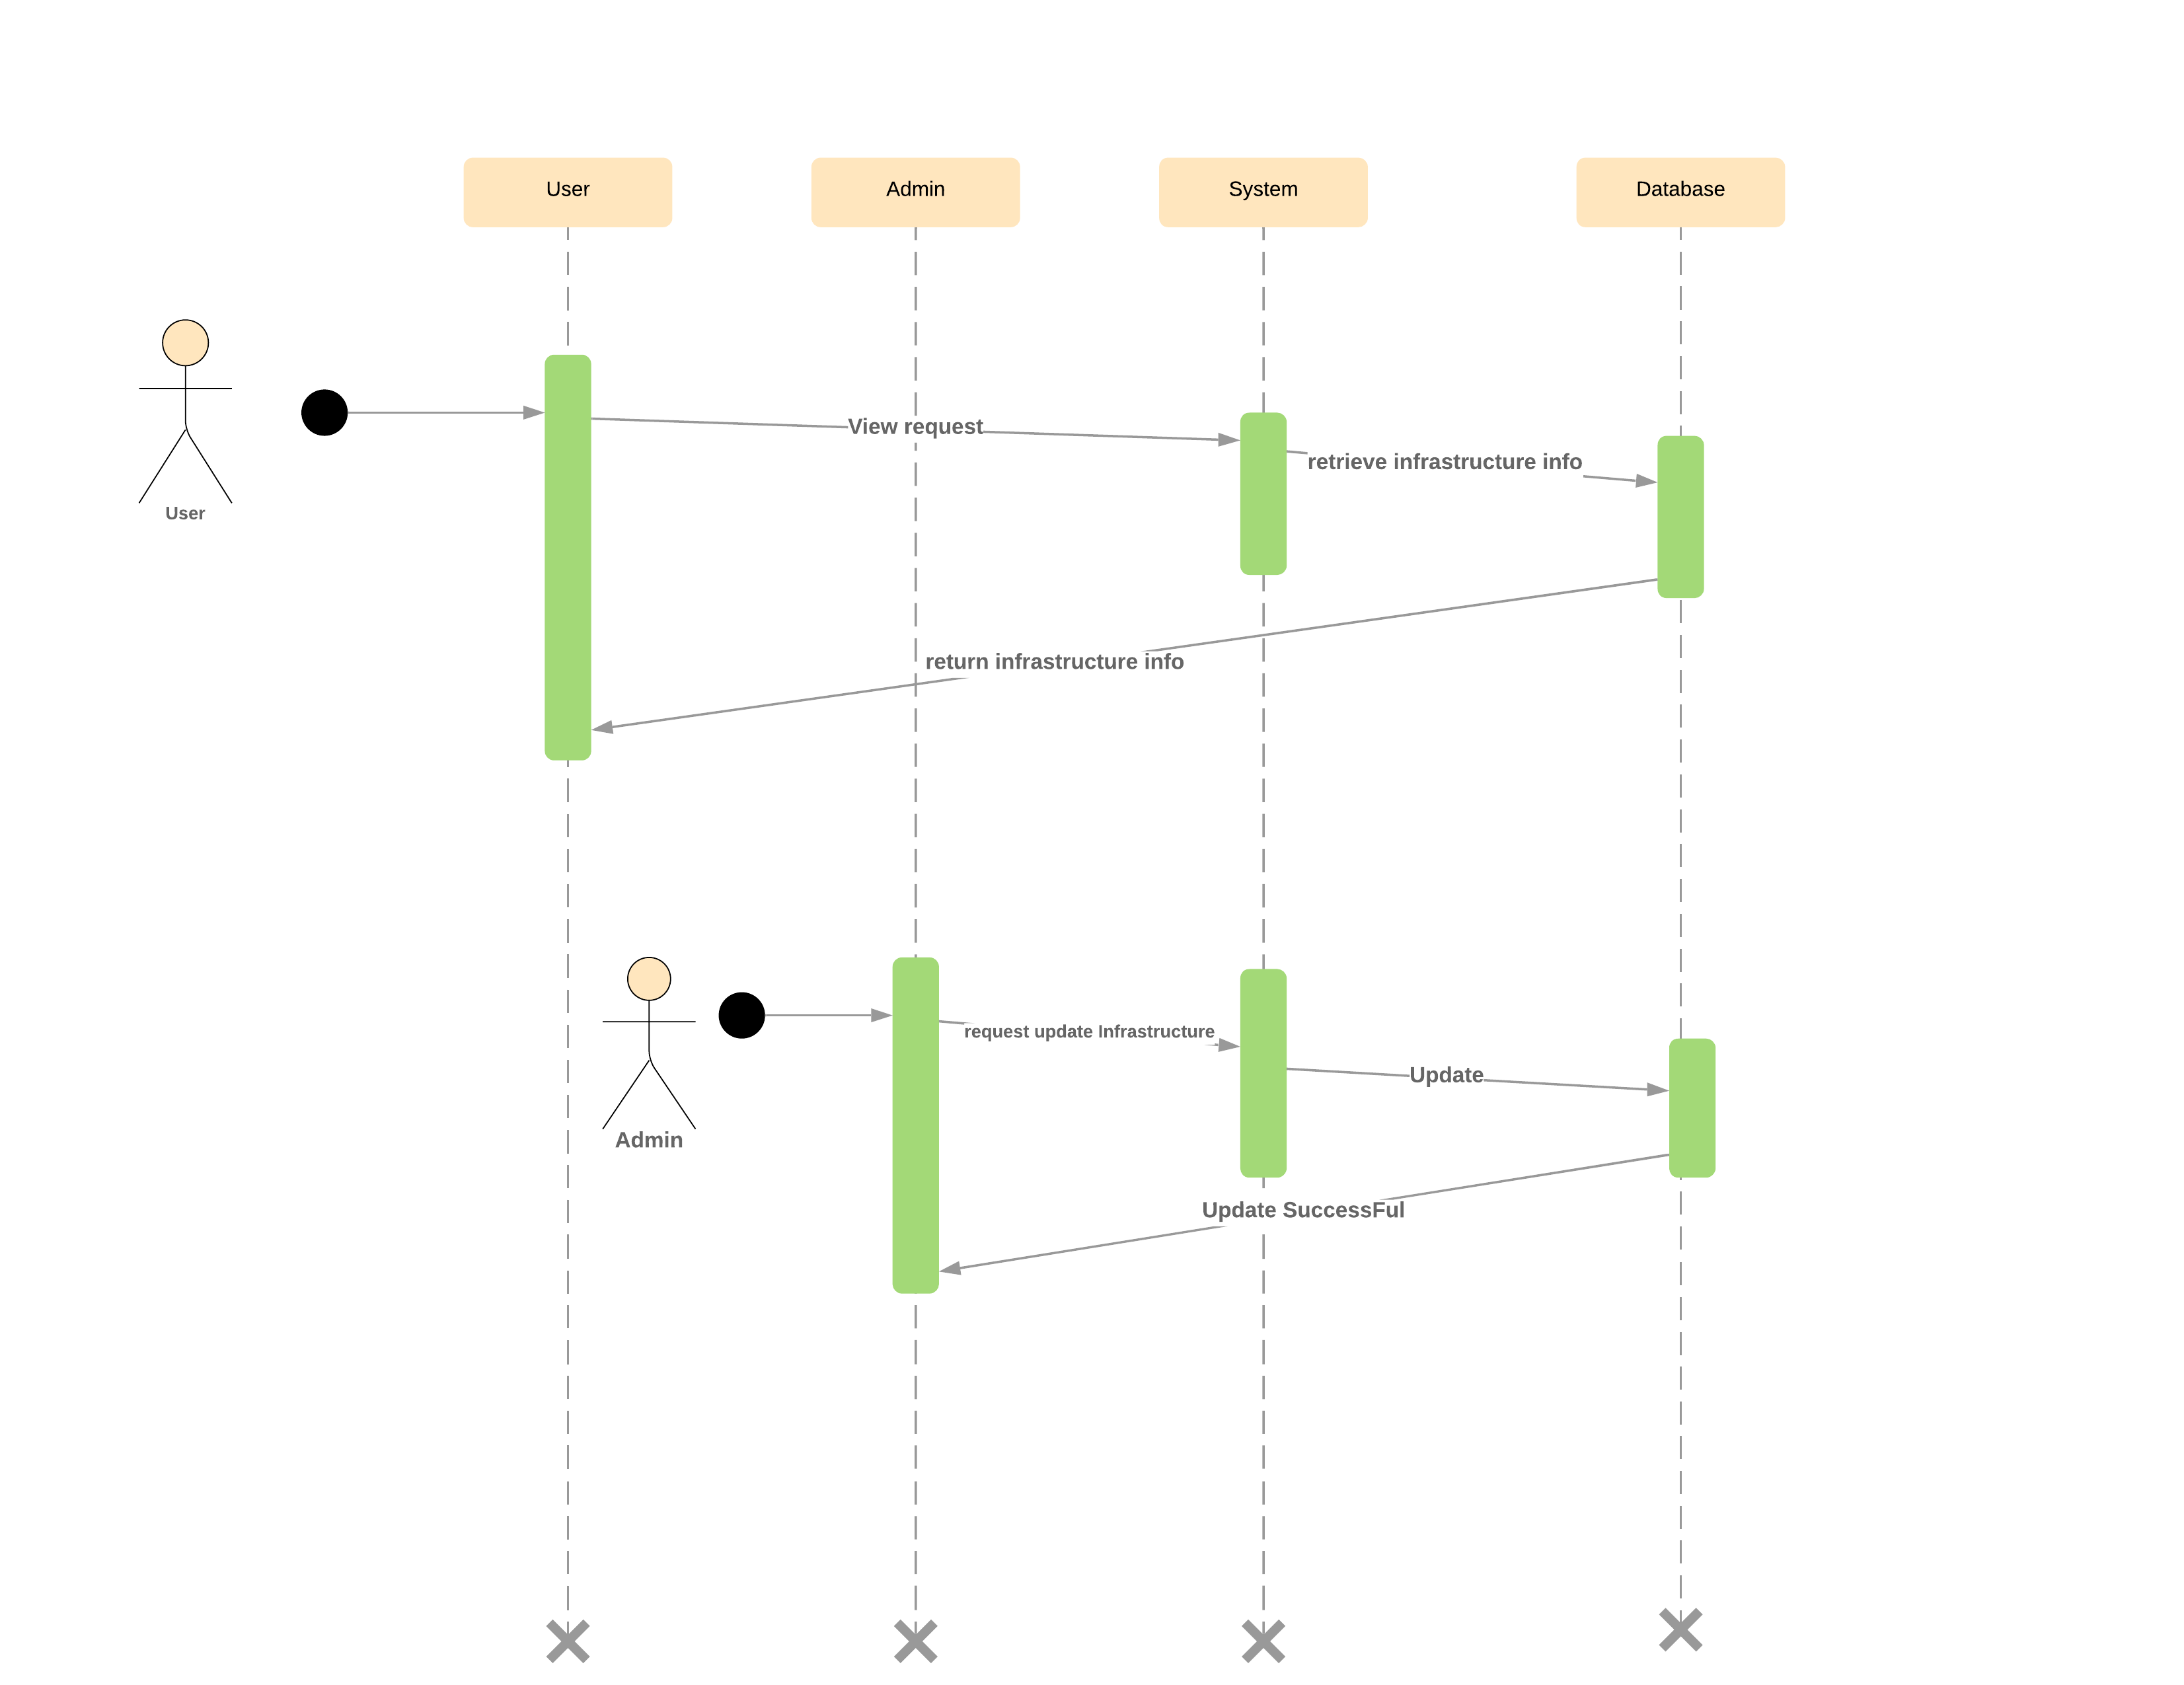 User
Admin
System
Database
View request
retrieve infrastructure info
User
return infrastructure info
request update Infrastructure
Update
Admin
Update SuccessFul